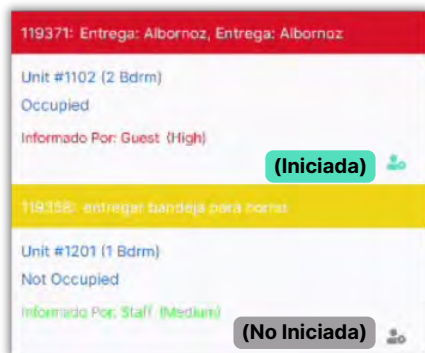 119371: Entrega: Albornoz, Entrega: Albornoz
Unit #1102 (2 Bdrm)
Occupied
Informado Por: Guest (High)
(Iniciada)
119358: entregar bandeja para
Unit #1201 (1 Bdrm)
Not Occupied
Informado Por: Staff (Medium)
(No Iniciada)